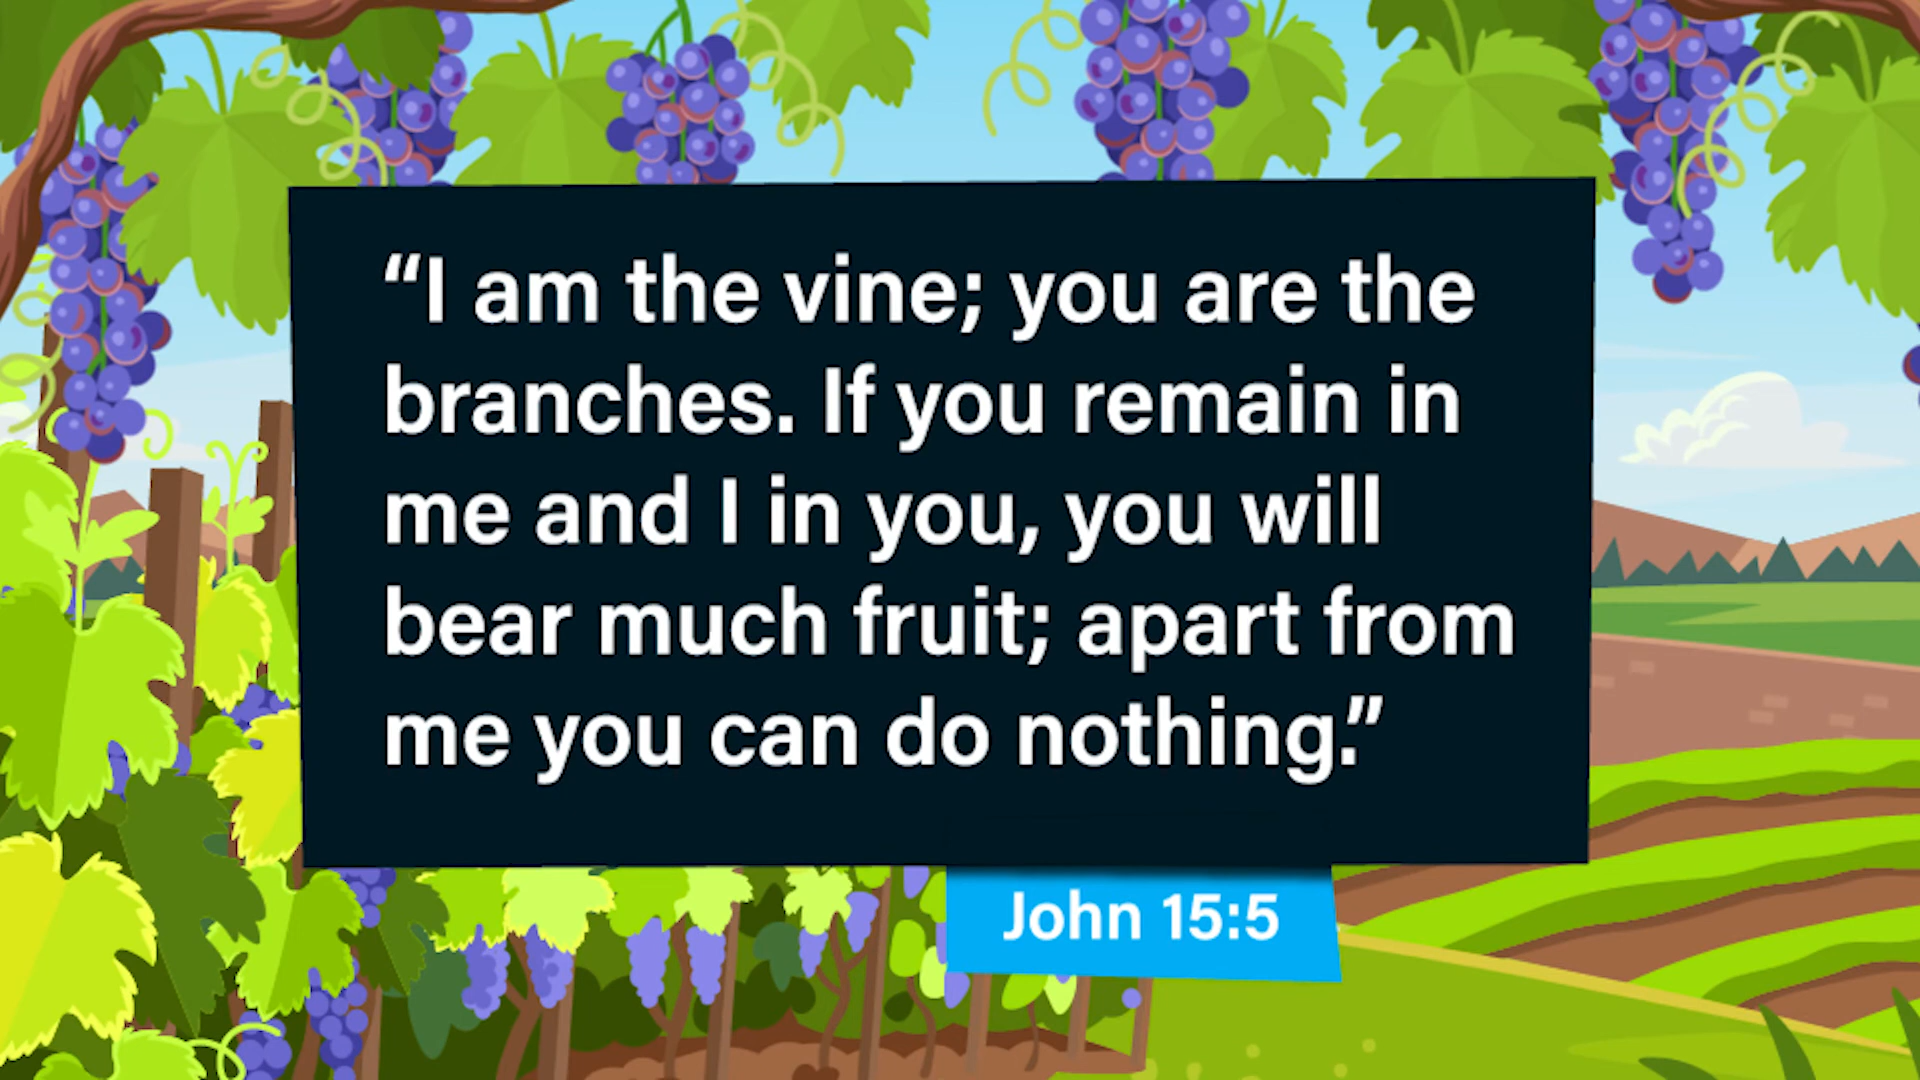 “I am the vine; you are the
branches. If you remain in
me and I in you, you will
bear much fruit; apart from
me you can do nothing.”
John 15:5